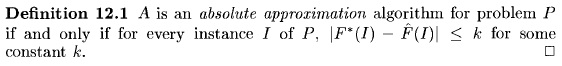 Definition 12.1 A is an absolute approximation algorithm for problem P
if and only if for every instance I of P, |F*(I) − F̂(I)| ≤ k for some
constant k. □